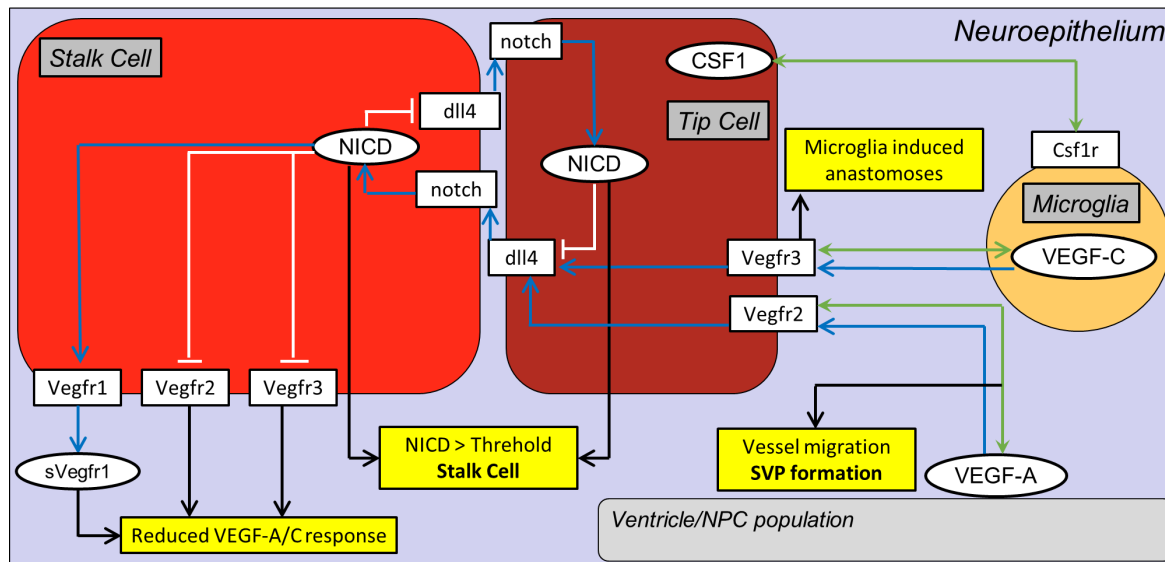 Neuroepithelium
Stalk Cell
notch
CSF1
dll4
Tip Cell
NICD
NICD
Microglia induced
anastomoses
Csf1r
notch
Microglia
dll4
Vegfr3
VEGF-C
Vegfr2
Vegfr1
Vegfr2
Vegfr3
NICD > Threhold
Stalk Cell
Vessel migration
SVP formation
sVegfr1
VEGF-A
Reduced VEGF-A/C response
Ventricle/NPC population